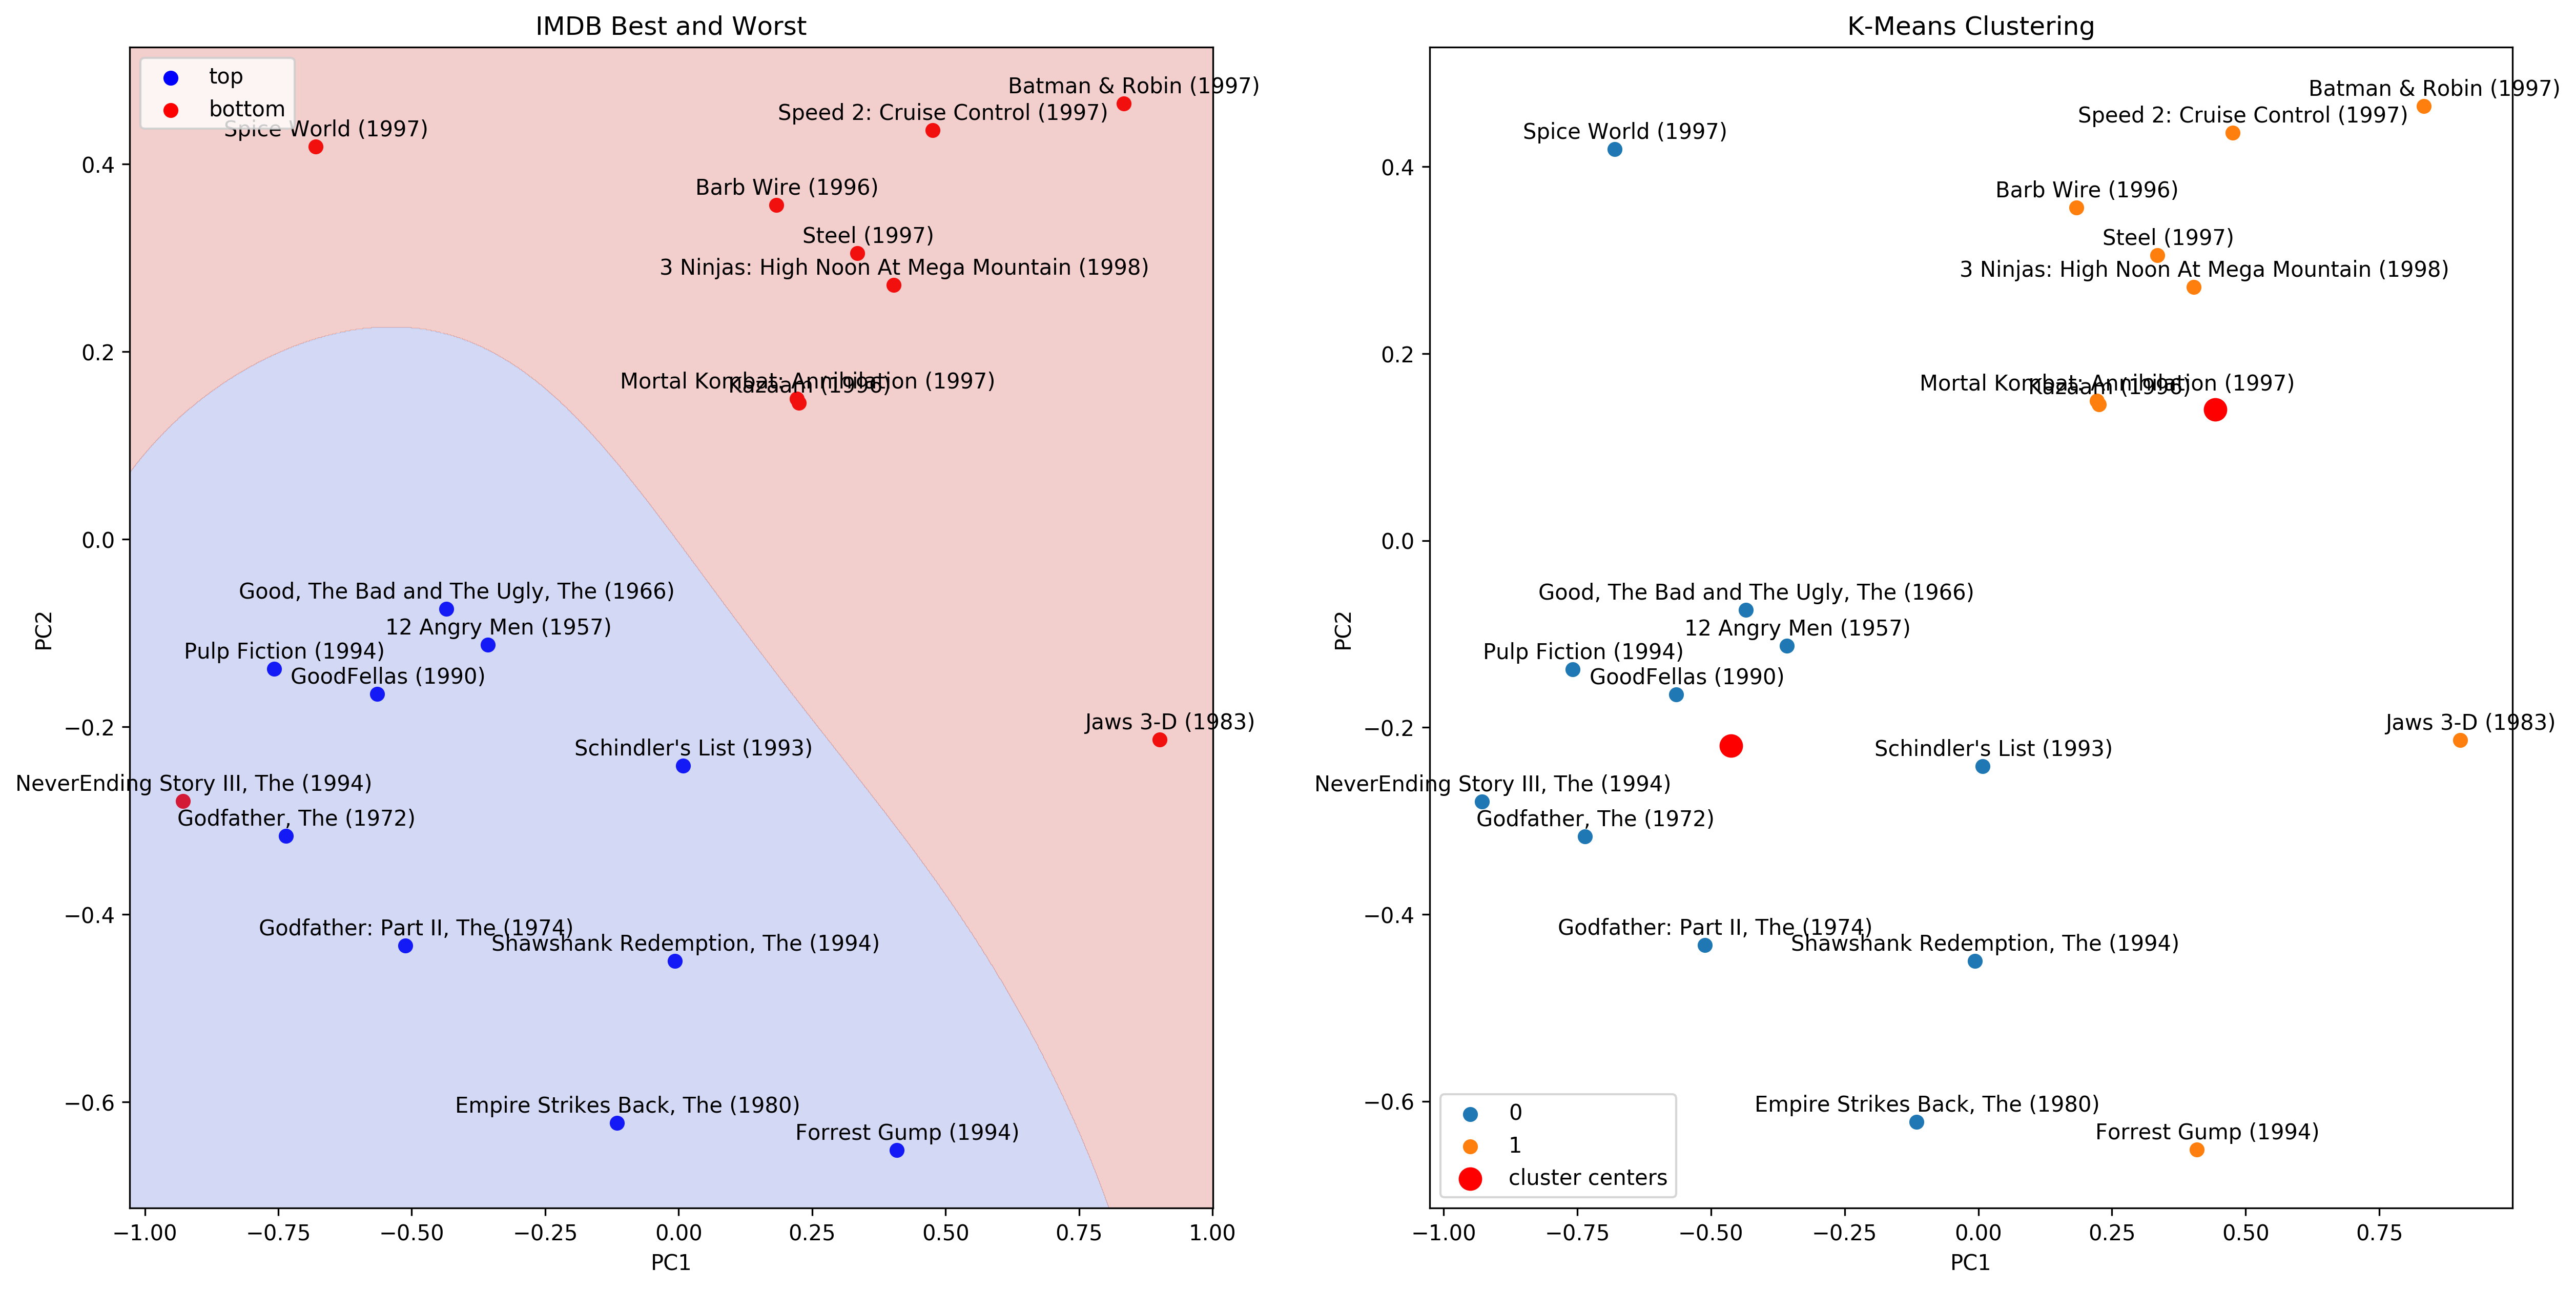 IMDB Best and Worst
top
bottom
Batman & Robin (1997)
Speed 2: Cruise Control (1997)
Spice World (1997)
Barb Wire (1996)
Steel (1997)
3 Ninjas: High Noon At Mega Mountain (1998)
Mortal Kombat: Annihilation (1997)
Kazaam (1996)
Good, The Bad and The Ugly, The (1966)
12 Angry Men (1957)
Pulp Fiction (1994)
GoodFellas (1990)
Jaws 3-D (1983)
Schindler's List (1993)
NeverEnding Story III, The (1994)
Godfather, The (1972)
Godfather: Part II, The (1974)
Shawshank Redemption, The (1994)
Empire Strikes Back, The (1980)
Forrest Gump (1994)
0.4
0.2
0.0
−0.2
−0.4
−0.6
PC2
−1.00 −0.75 −0.50 −0.25 0.00 0.25 0.50 0.75 1.00
PC1
K-Means Clustering
Batman & Robin (1997)
Speed 2: Cruise Control (1997)
Spice World (1997)
Barb Wire (1996)
Steel (1997)
3 Ninjas: High Noon At Mega Mountain (1998)
Mortal Kombat: Annihilation (1997)
Kazaam (1996)
Good, The Bad and The Ugly, The (1966)
12 Angry Men (1957)
Pulp Fiction (1994)
GoodFellas (1990)
Jaws 3-D (1983)
Schindler's List (1993)
NeverEnding Story III, The (1994)
Godfather, The (1972)
Godfather: Part II, The (1974)
Shawshank Redemption, The (1994)
Empire Strikes Back, The (1980)
Forrest Gump (1994)
0
1
cluster centers
0.4
0.2
0.0
−0.2
−0.4
−0.6
PC2
−1.00 −0.75 −0.50 −0.25 0.00 0.25 0.50 0.75
PC1